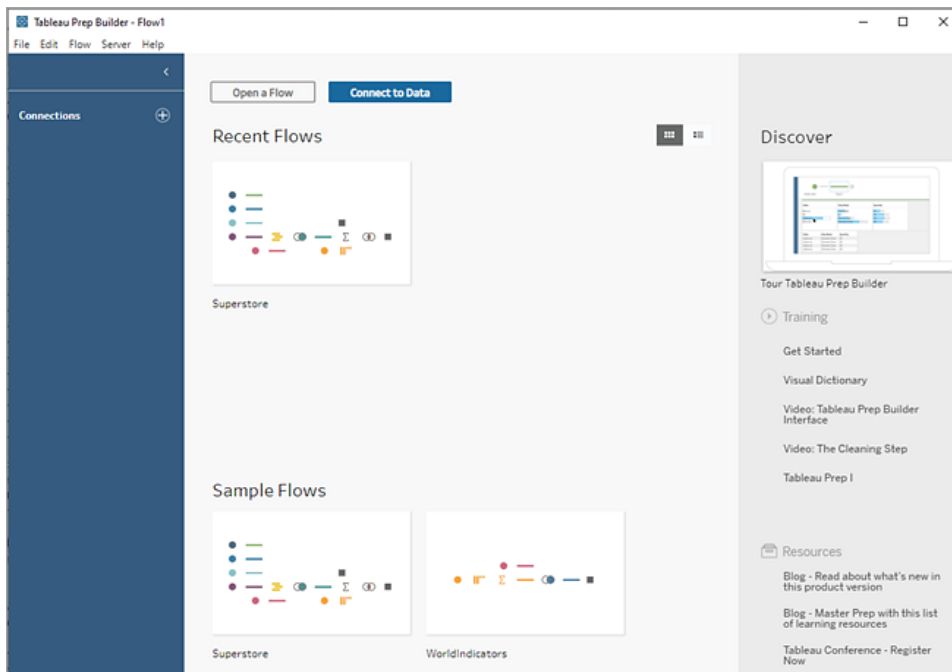 Tableau Prep Builder - Flow1
File Edit Flow Server Help
Connections
Open a Flow
Connect to Data
Recent Flows
Superstore
Sample Flows
Superstore
WorldIndicators
Discover
Tour Tableau Prep Builder
Training
Get Started
Visual Dictionary
Video: Tableau Prep Builder
Interface
Video: The Cleaning Step
Tableau Prep I
Resources
Blog - Read about what's new in
this product version
Blog - Master Prep with this list
of learning resources
Tableau Conference - Register
Now